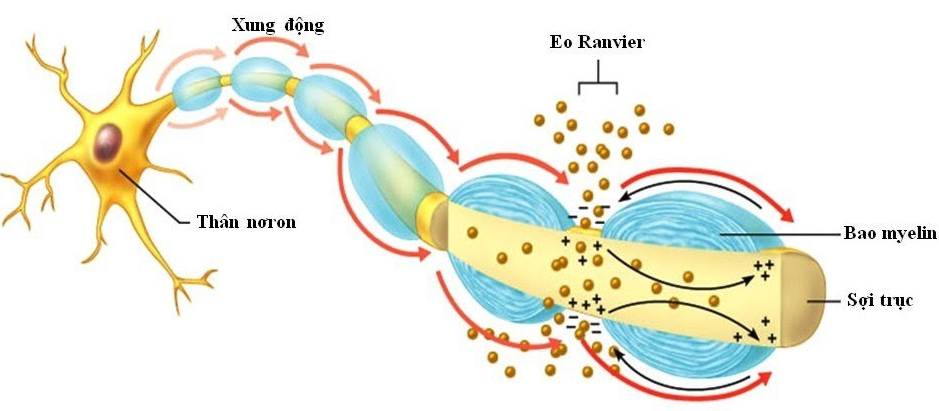 Xung động
Eo Ranvier
Thân nơron
Bao myelin
Sợi trục